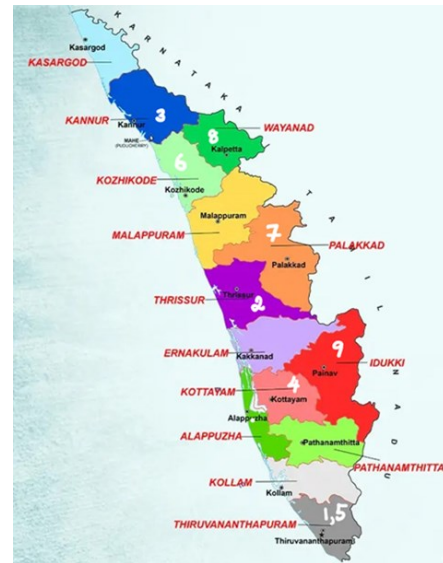 KARNATAKA
Kasargod
KASARGOD
3
KANNUR
Kannur
8
WAYANAD
MAHE
(PUDUCHERRY)
Kalpetta
6
KOZHIKODE
Kozhikode
TAMIL NADU
Malappuram
7
MALAPPURAM
PALAKKAD
Palakkad
Thrissur
THRISSUR
2
ERNAKULAM
Kakkanad
9
IDUKKI
Painav
KOTTAYAM
4
Kottayam
Alappuzha
ALAPPUZHA
Pathanamthitta
PATHANAMTHITTA
KOLLAM
Kollam
1,5
THIRUVANANTHAPURAM
Thiruvananthapuram